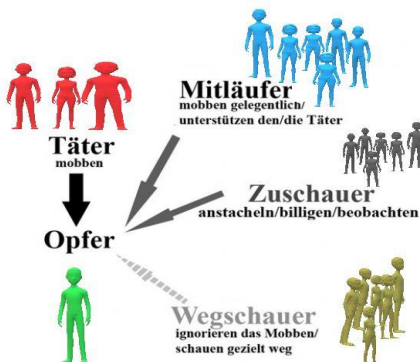 Mitläufer
mobben gelegentlich/
unterstützen den/die Täter
Täter
mobben
Zuschauer
anstacheln/billigen/beobachten
Opfer
Wegschauer
ignorieren das Mobben/
schauen gezielt weg